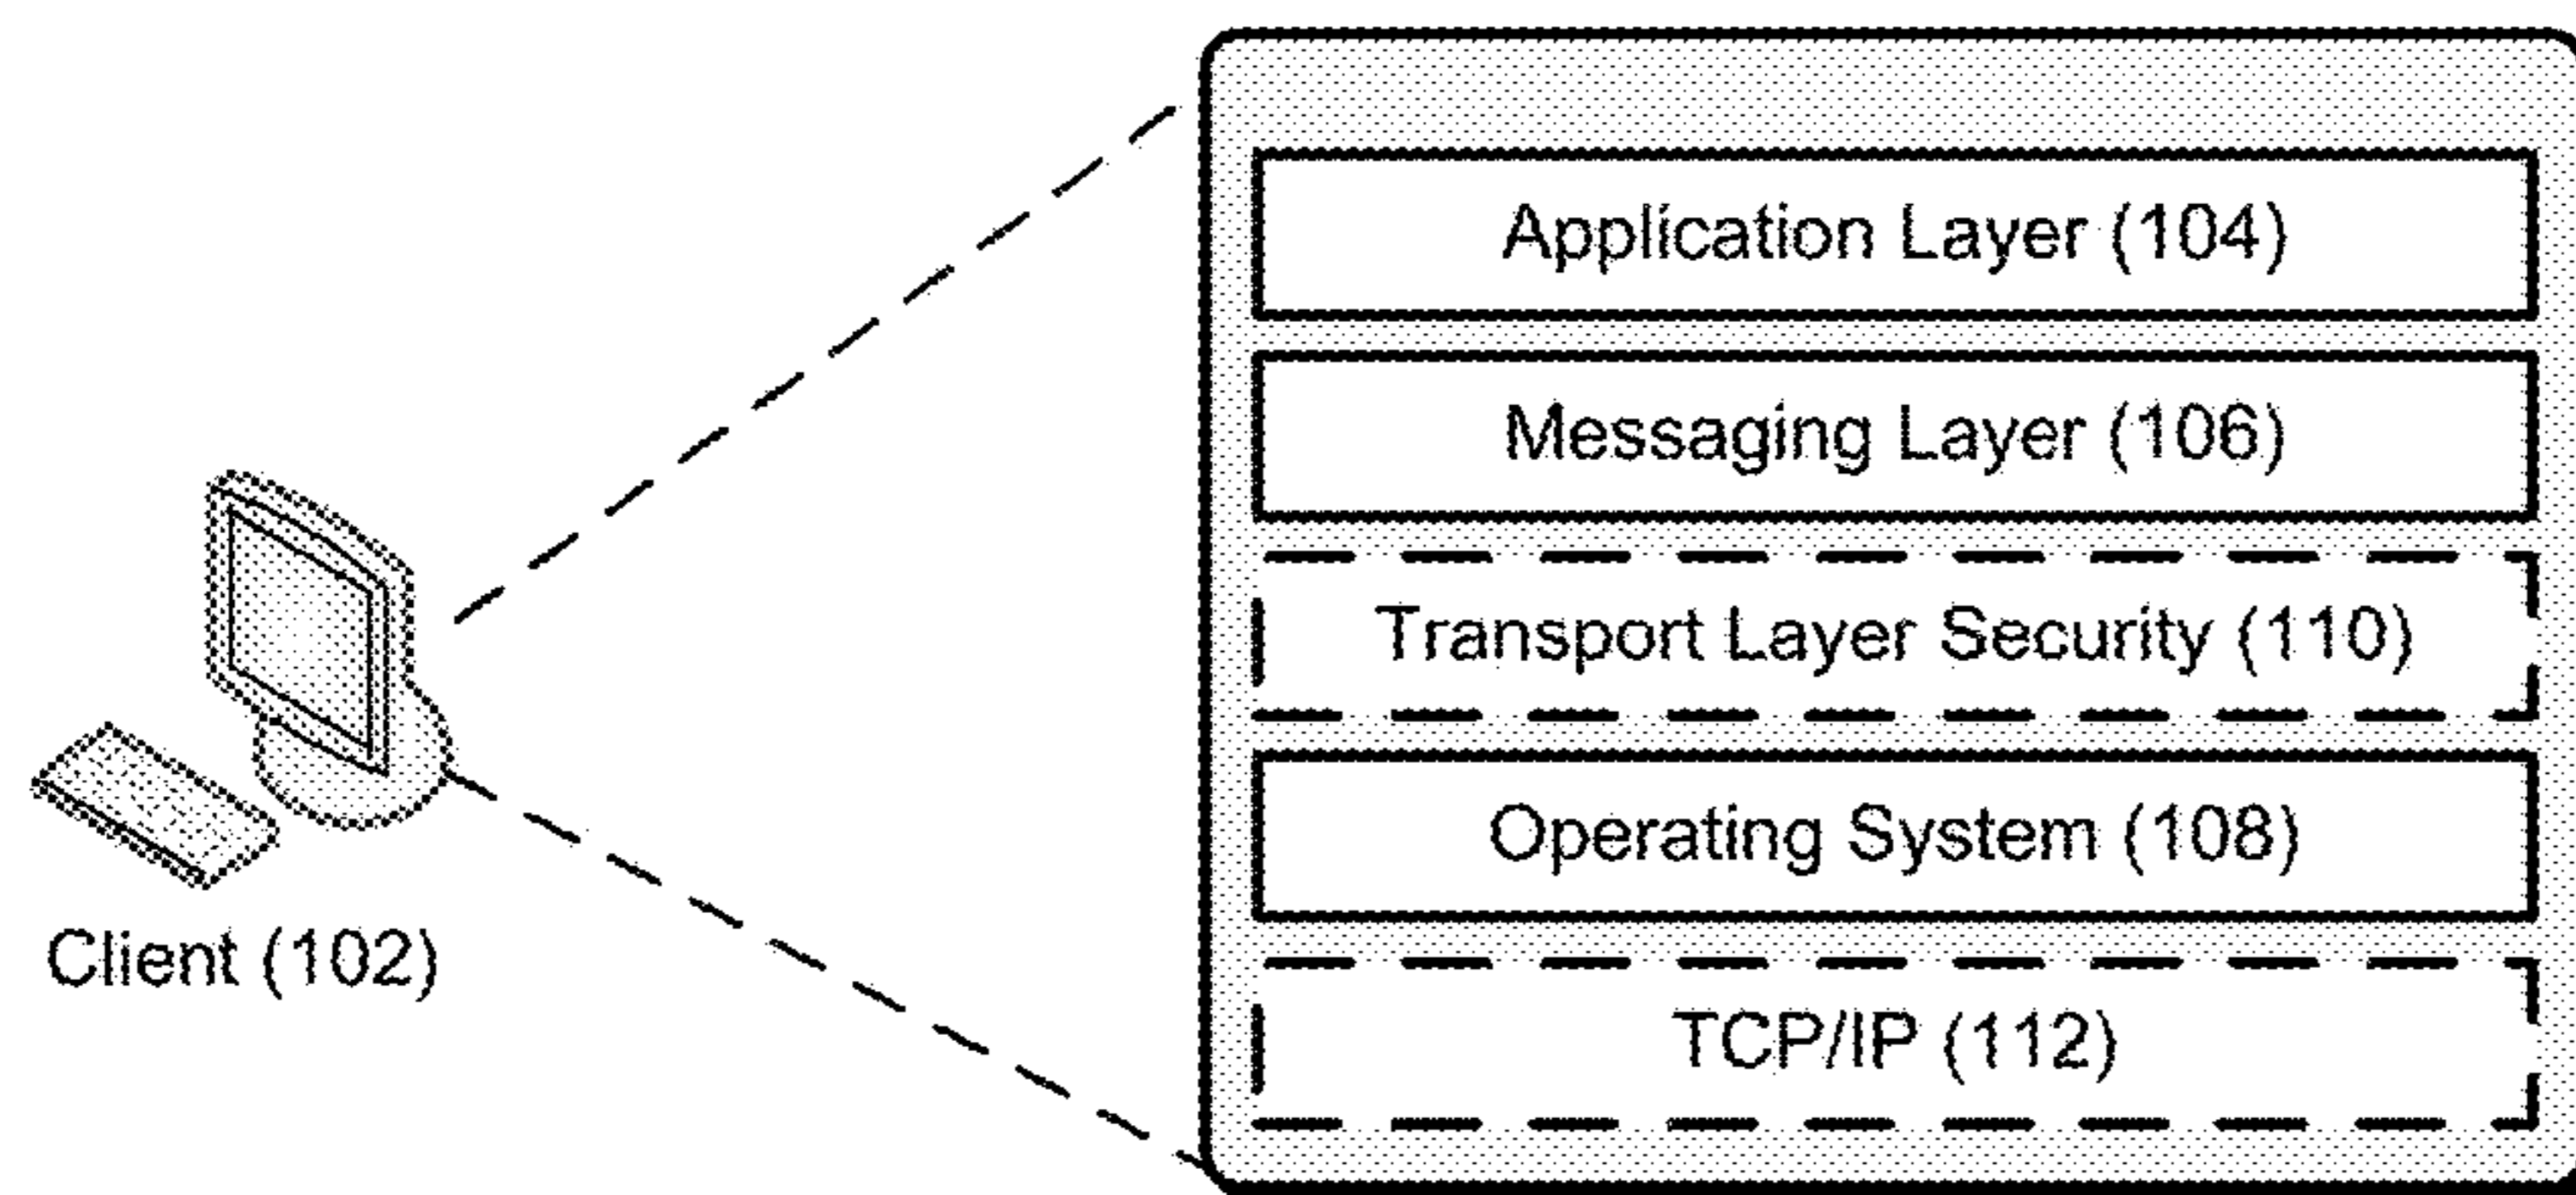 Application Layer (104)
Messaging Layer (106)
Transport Layer Security (110)
Operating System (108)
Client (102)
TCP/IP (112)